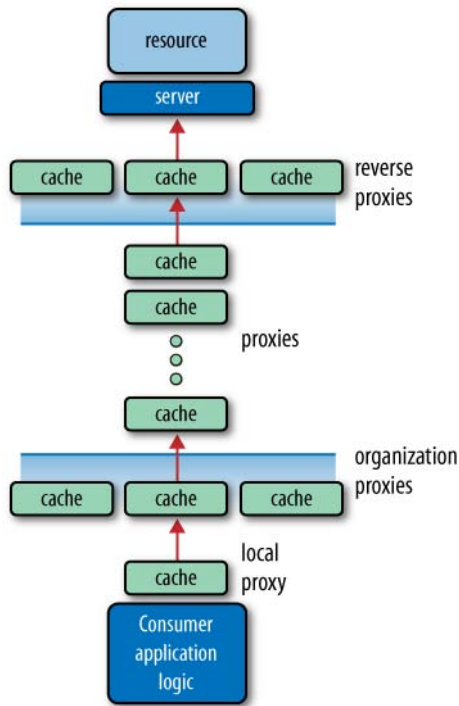 resource
server
cache
cache
cache
reverse
proxies
cache
cache
proxies
cache
organization
proxies
cache
cache
cache
local
proxy
cache
Consumer
application
logic